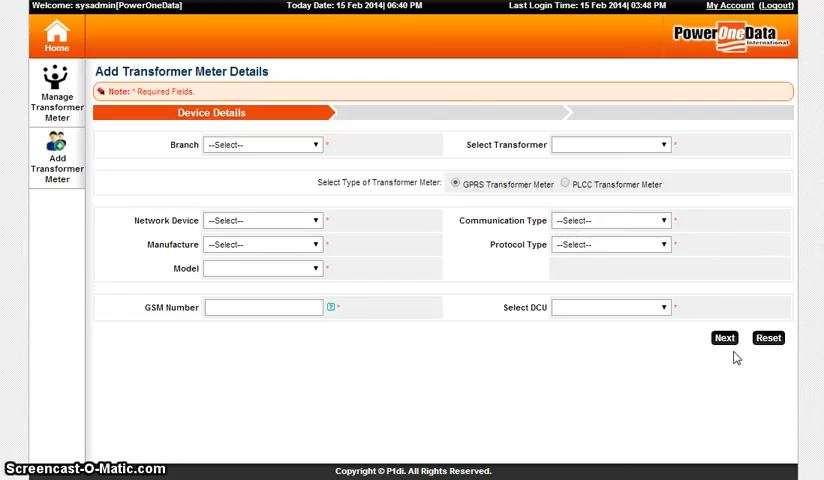 Welcome: sysadmin[PowerOneData] Today Date: 15 Feb 2014| 06:40 PM Last Login Time: 15 Feb 2014| 03:48 PM My Account (Logout)
Home
PowerOneData
International
Manage
Transformer
Meter
Add
Transformer
Meter
Add Transformer Meter Details
Note: * Required Fields.
Device Details
Branch --Select-- * Select Transformer *
Select Type of Transformer Meter: GPRS Transformer Meter PLCC Transformer Meter
Network Device --Select-- * Communication Type --Select-- *
Manufacture --Select-- * Protocol Type --Select-- *
Model *
GSM Number ? * Select DCU *
Next Reset
Screencast-O-Matic.com
Copyright © P1di. All Rights Reserved.